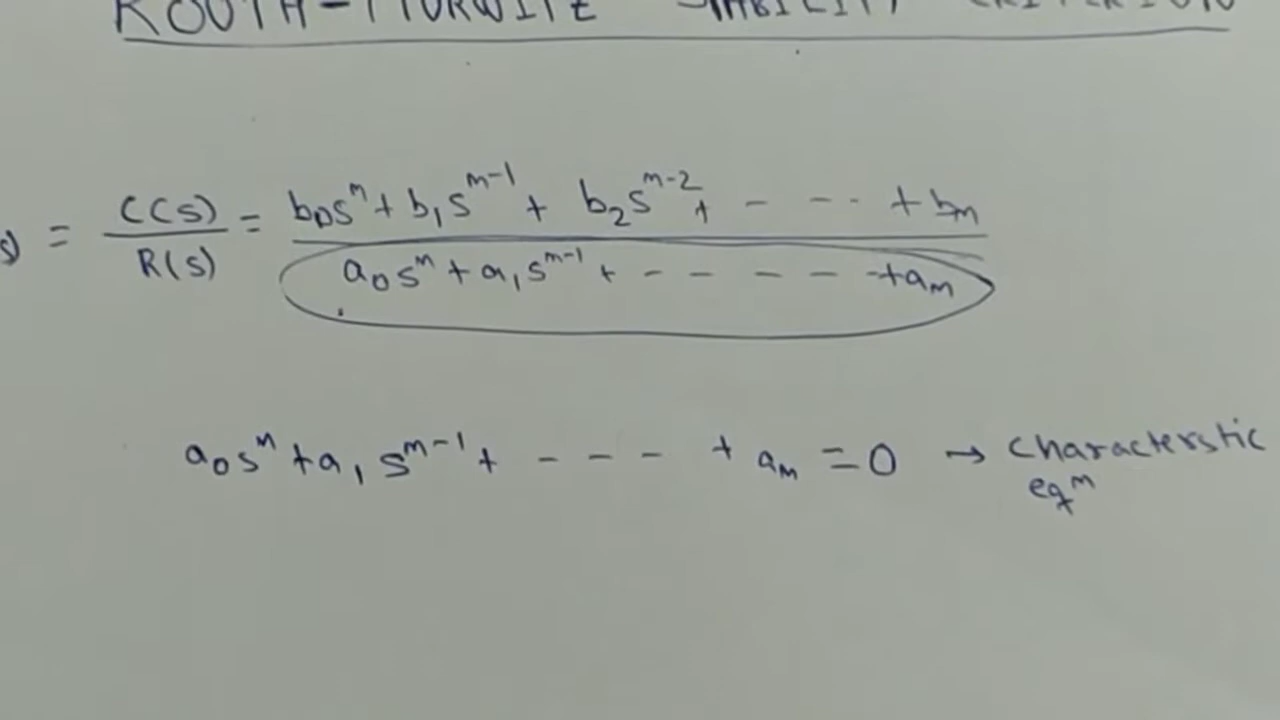 ROUTH-HURWITZ STABILITY CRITERION
s) = C(s)/R(s) = b0s^n + b1s^m-1 + b2s^m-2 + - - - - + bm
a0s^m + a1s^m-1 + - - - - - + am
a0s^n + a1s^m-1 + - - - + am = 0 → characterstic
eq^m